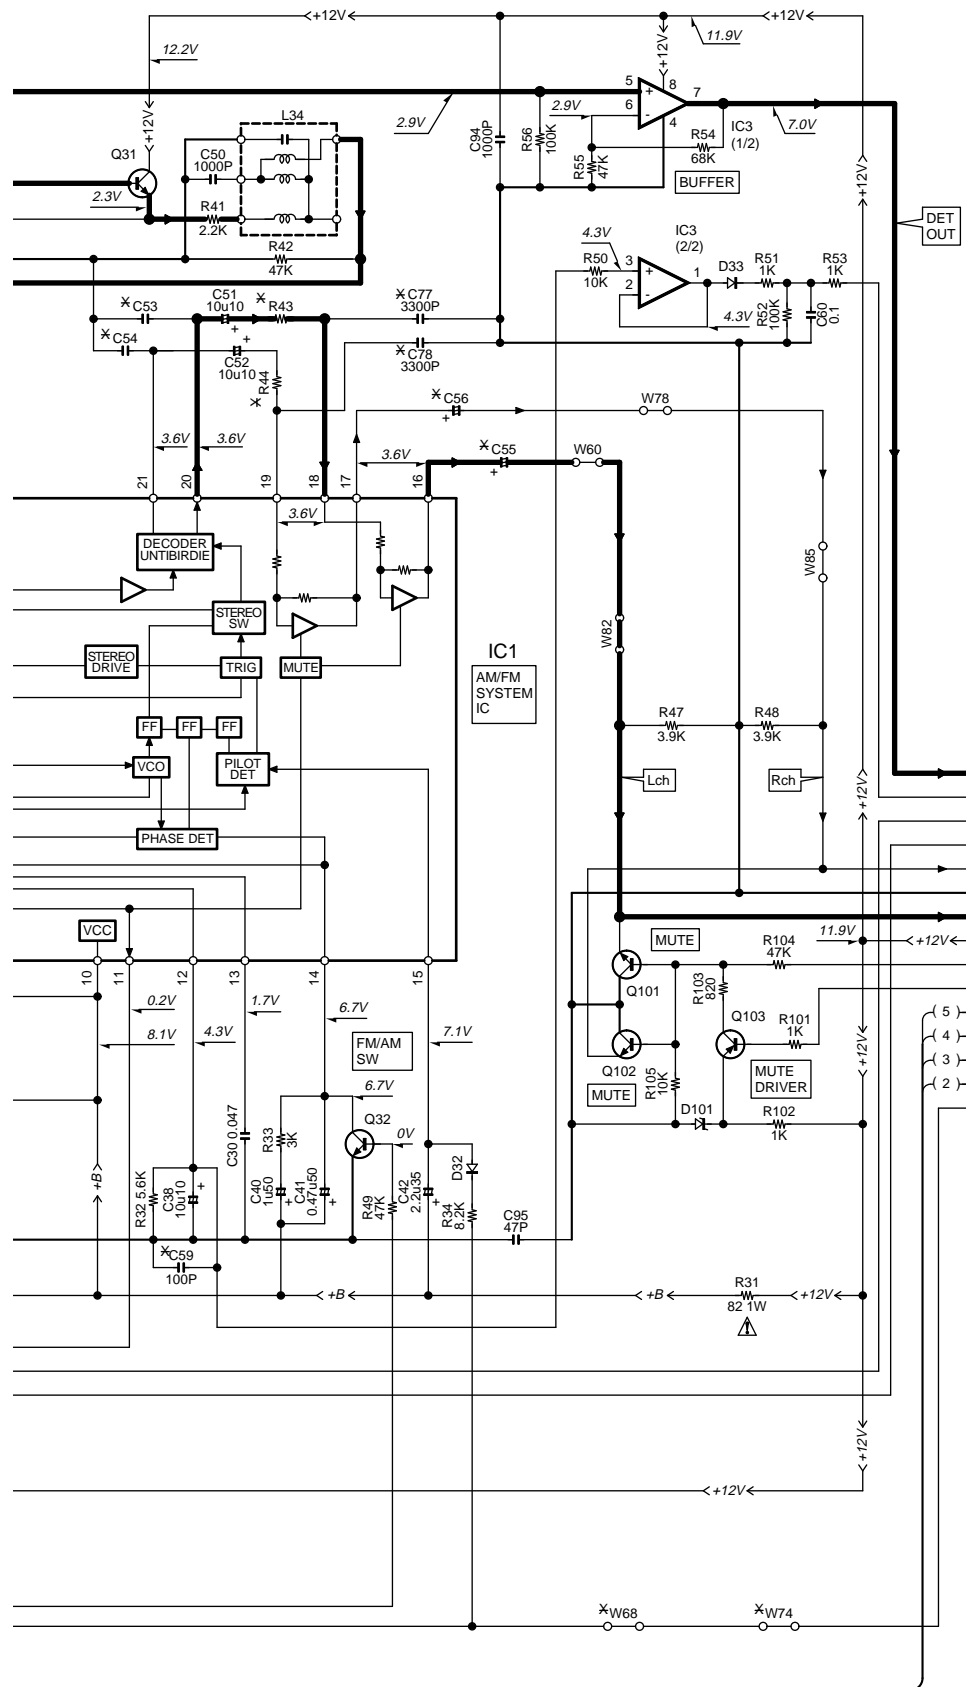 +12V
+12V
12.2V
11.9V
+12V
+12V
5
6
8
7
4
+
-
2.9V
2.9V
7.0V
L34
C94
1000P
R56
100K
R55
47K
R54
68K
IC3
(1/2)
BUFFER
Q31
C50
1000P
+12V
2.3V
R41
2.2K
R42
47K
+12V
DET
OUT
4.3V
IC3
(2/2)
R50
10K
3
2
1
+
-
D33
R51
1K
R53
1K
R52
100K
C60
0.1
4.3V
C53
C51
10u10
R43
C77
3300P
+
C54
C52
10u10
+
R44
C78
3300P
C56
+
W78
3.6V
3.6V
3.6V
C55
+
W60
21
20
19
18
17
16
3.6V
DECODER
UNTIBIRDIE
W85
STEREO
SW
W82
STEREO
DRIVE
TRIG
MUTE
IC1
AM/FM
SYSTEM
IC
FF
FF
FF
R47
3.9K
R48
3.9K
VCO
PILOT
DET
Lch
Rch
+12V
PHASE DET
VCC
MUTE
11.9V
+12V
R104
47K
10
11
12
13
14
15
Q101
R103
820
0.2V
1.7V
6.7V
8.1V
4.3V
7.1V
FM/AM
SW
Q103
R101
1K
( 5 )
( 4 )
( 3 )
( 2 )
+12V
Q102
MUTE
R105
10K
MUTE
DRIVER
6.7V
D101
R102
1K
Q32
0V
C30 0.047
R33
3K
+B
R32 5.6K
C38
10u10
+
C40
1u50
+
C41
0.47u50
+
R49
47K
C42
2.2u35
+
D32
R34
8.2K
C95
47P
C59
100P
+B
+B
R31
82 1W
+12V
+12V
+12V
W68
W74